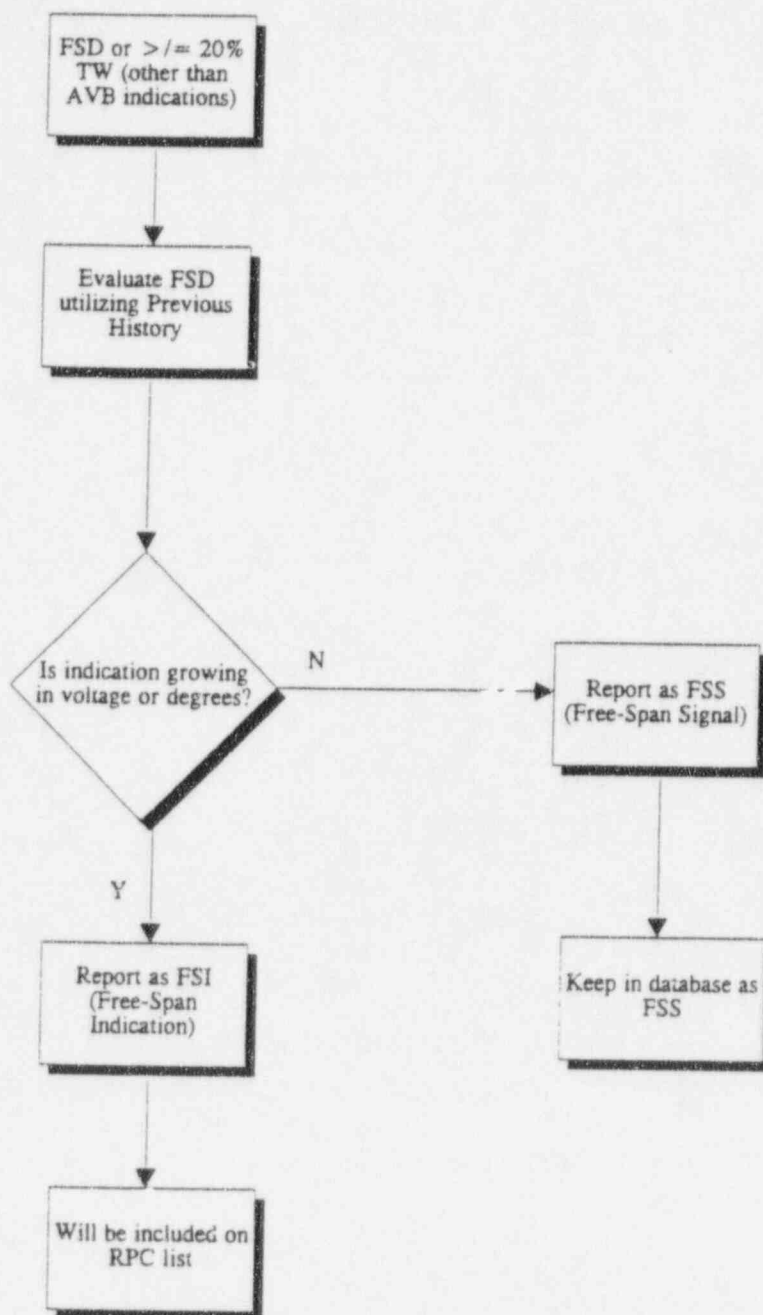 FSD or >/= 20%
TW (other than
AVB indications)
Evaluate FSD
utilizing Previous
History
Is indication growing
in voltage or degrees?
N
Report as FSS
(Free-Span Signal)
Y
Report as FSI
(Free-Span
Indication)
Keep in database as
FSS
Will be included on
RPC list